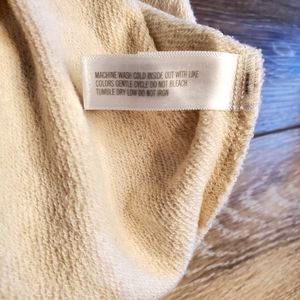 MACHINE WASH COLD INSIDE OUT WITH LIKE
COLORS GENTLE CYCLE DO NOT BLEACH
TUMBLE DRY LOW DO NOT IRON